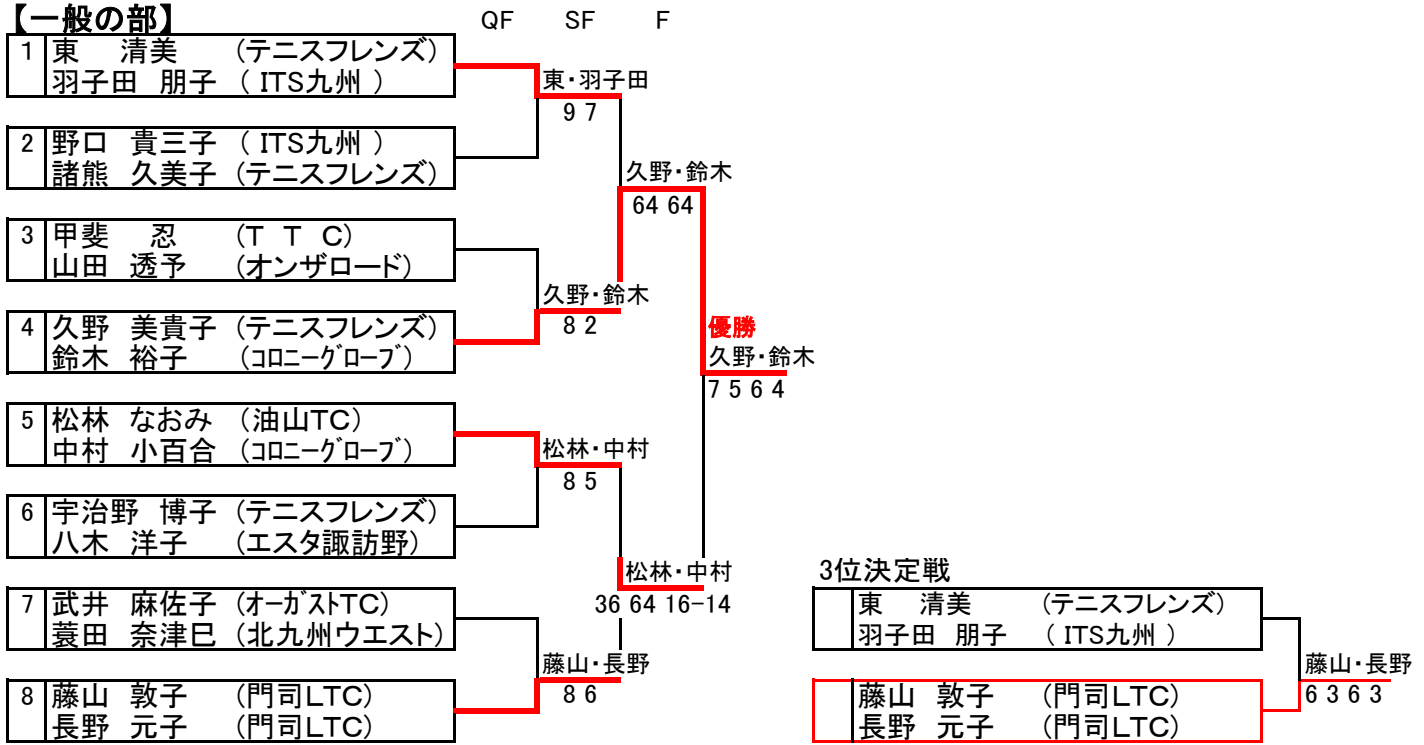 【一般の部】 QF SF F
1 東 清美 (テニスフレンズ)
羽子田 朋子 ( ITS九州 )
東・羽子田
9 7
2 野口 貴三子 ( ITS九州 )
諸熊 久美子 (テニスフレンズ)
久野・鈴木
64 64
3 甲斐 忍 (T T C)
山田 透予 (オンザロード)
久野・鈴木
8 2
4 久野 美貴子 (テニスフレンズ)
鈴木 裕子 (ｺﾛﾆｰｸﾞﾛｰﾌﾞ)
優勝
久野・鈴木
7 5 6 4
5 松林 なおみ (油山TC)
中村 小百合 (ｺﾛﾆｰｸﾞﾛｰﾌﾞ)
松林・中村
8 5
6 宇治野 博子 (テニスフレンズ)
八木 洋子 (エスタ諏訪野)
松林・中村
36 64 16-14
7 武井 麻佐子 (ｵｰｶﾞｽﾄTC)
蓑田 奈津巳 (北九州ウエスト)
藤山・長野
8 6
8 藤山 敦子 (門司LTC)
長野 元子 (門司LTC)
3位決定戦
東 清美 (テニスフレンズ)
羽子田 朋子 ( ITS九州 )
藤山・長野
6 3 6 3
藤山 敦子 (門司LTC)
長野 元子 (門司LTC)